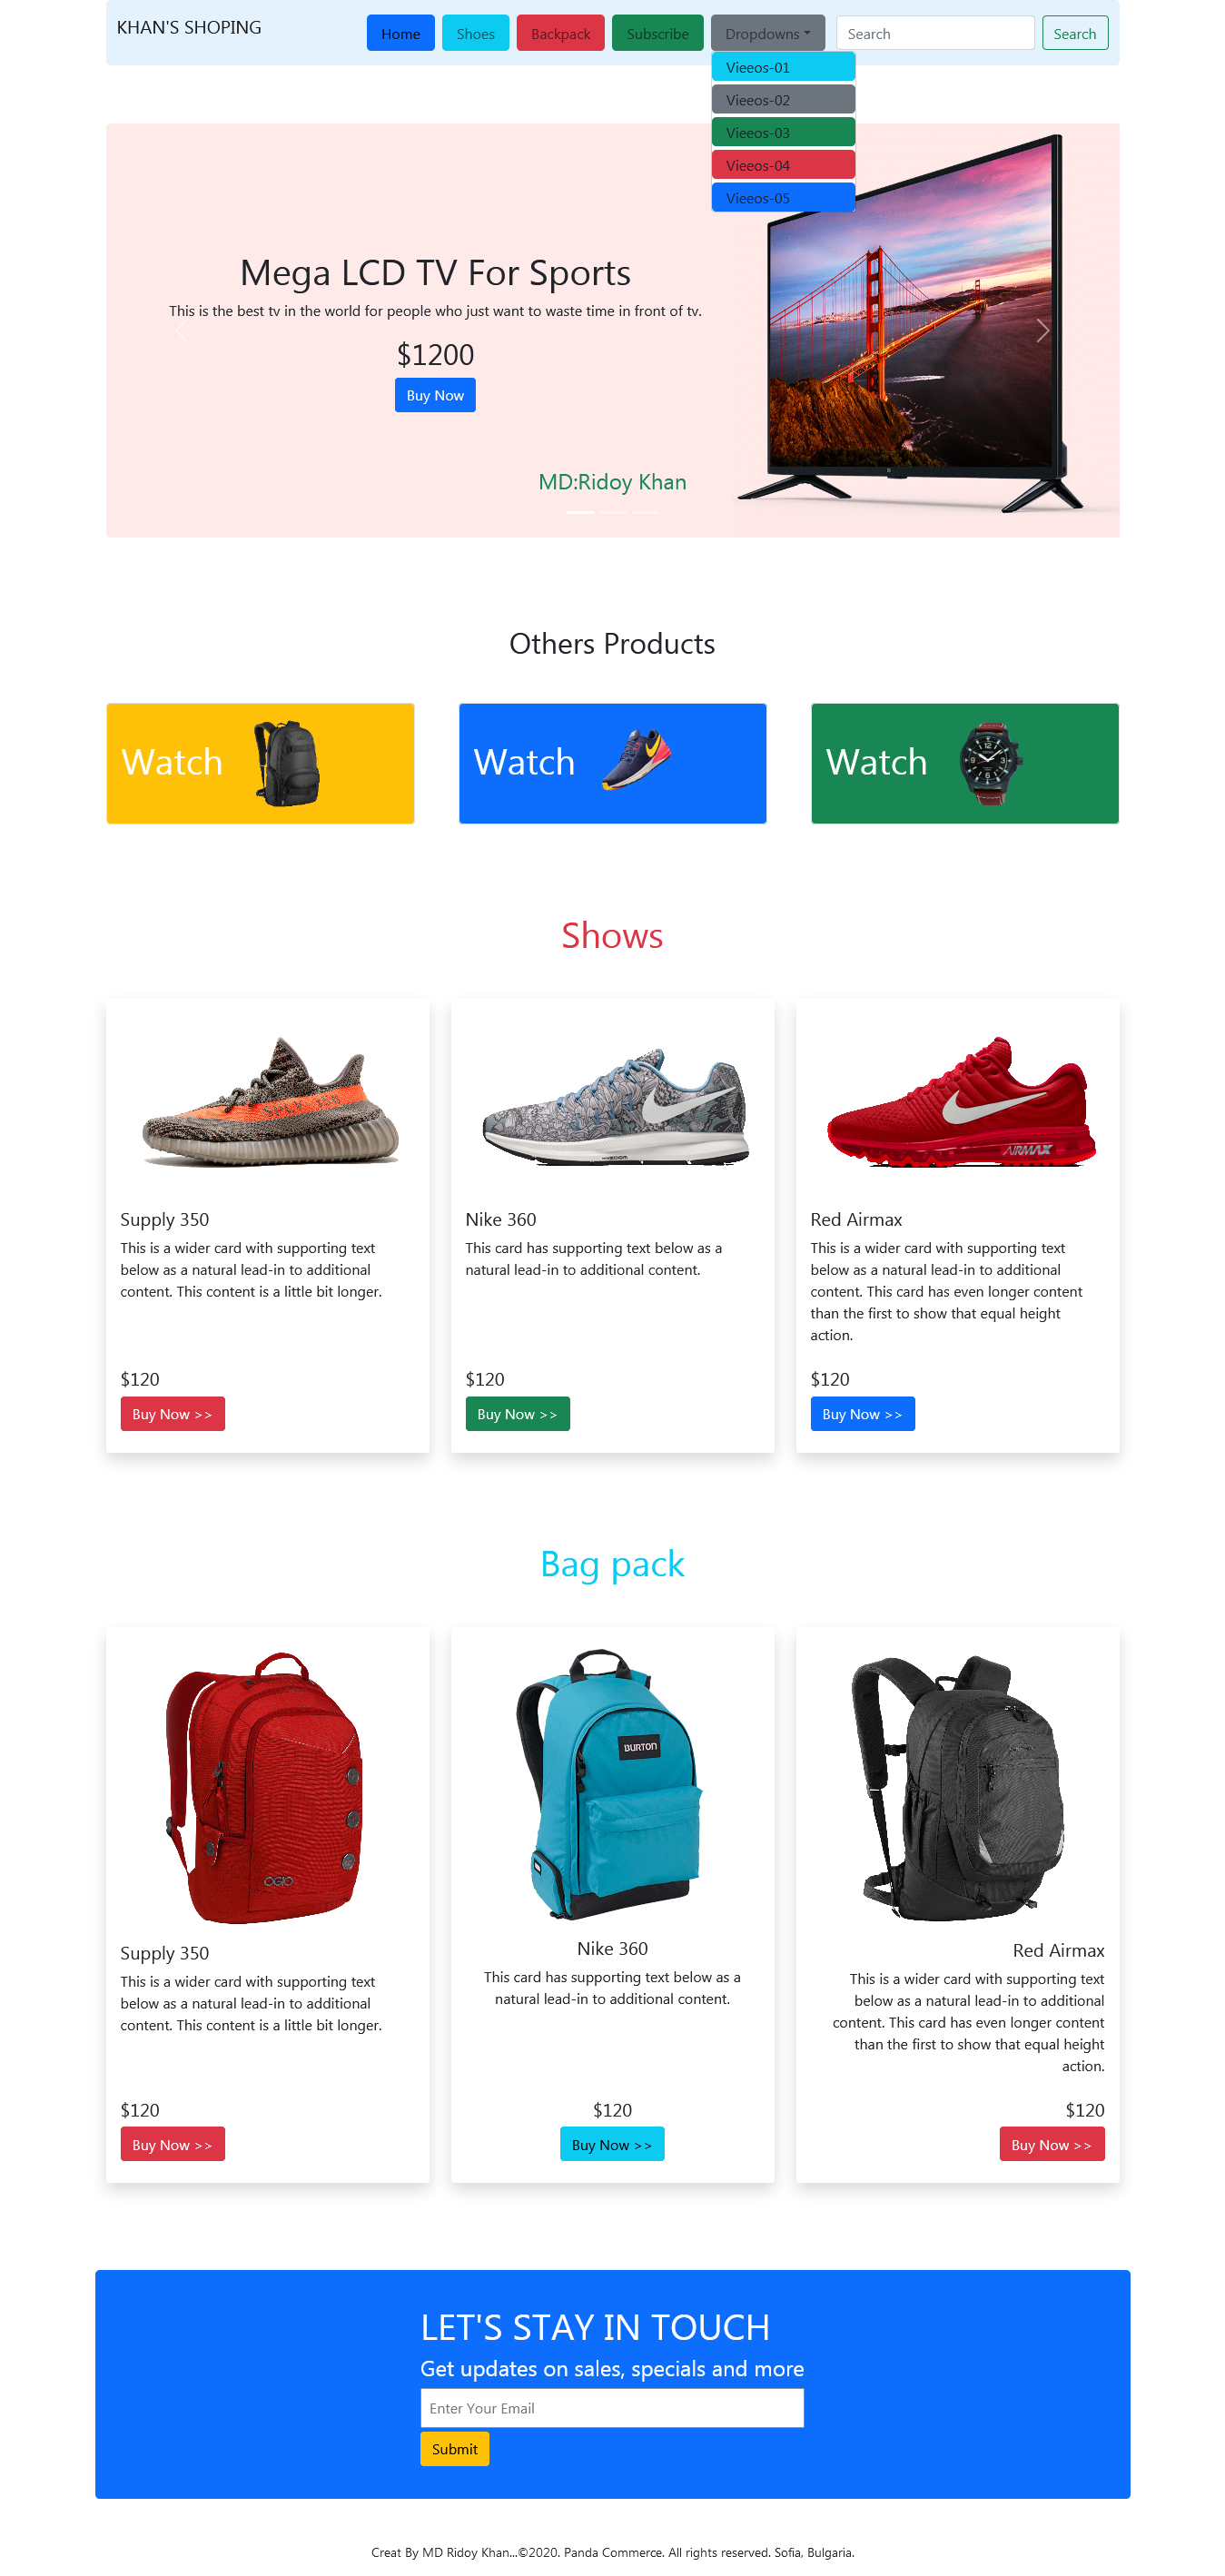 KHAN'S SHOPING
Home
Shoes
Backpack
Subscribe
Dropdowns
Search
Search
Vieeos-01
Vieeos-02
Vieeos-03
Vieeos-04
Vieeos-05
Mega LCD TV For Sports
This is the best tv in the world for people who just want to waste time in front of tv.
$1200
Buy Now
MD:Ridoy Khan
Others Products
Watch
Watch
Watch
Shows
SPLY 350
ZOOM
AIRMAX
Supply 350
This is a wider card with supporting text
below as a natural lead-in to additional
content. This content is a little bit longer.
$120
Buy Now >>
Nike 360
This card has supporting text below as a
natural lead-in to additional content.
$120
Buy Now >>
Red Airmax
This is a wider card with supporting text
below as a natural lead-in to additional
content. This card has even longer content
than the first to show that equal height
action.
$120
Buy Now >>
Bag pack
OGIO
BURTON
Supply 350
This is a wider card with supporting text
below as a natural lead-in to additional
content. This content is a little bit longer.
$120
Buy Now >>
Nike 360
This card has supporting text below as a
natural lead-in to additional content.
$120
Buy Now >>
Red Airmax
This is a wider card with supporting text
below as a natural lead-in to additional
content. This card has even longer content
than the first to show that equal height
action.
$120
Buy Now >>
LET'S STAY IN TOUCH
Get updates on sales, specials and more
Enter Your Email
Submit
Creat By MD Ridoy Khan...©2020. Panda Commerce. All rights reserved. Sofia, Bulgaria.